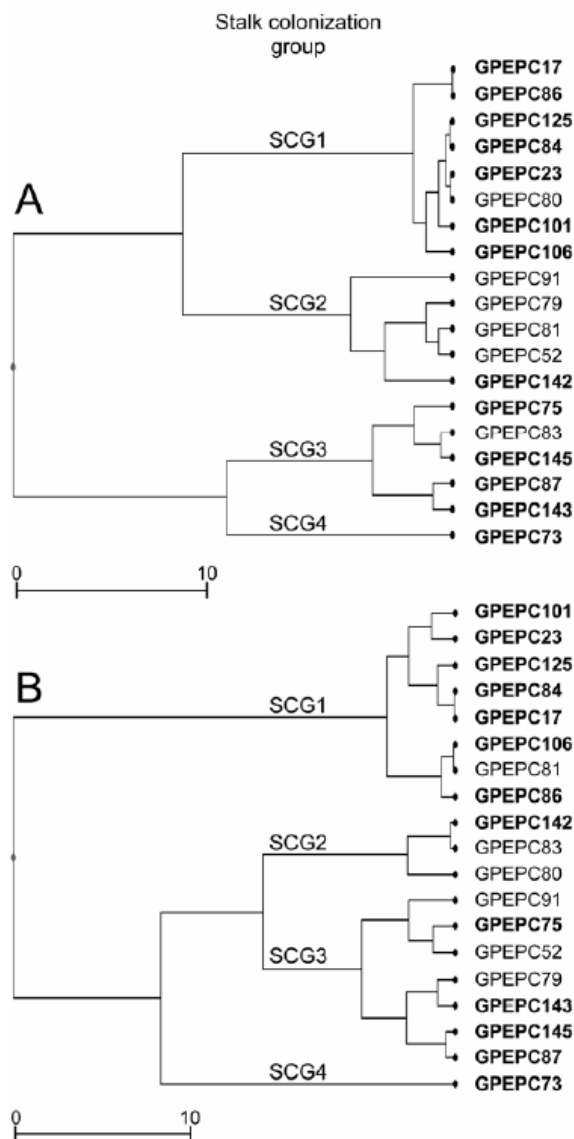 Stalk colonization
group
GPEPC17
GPEPC86
GPEPC125
GPEPC84
SCG1
GPEPC23
A
GPEPC80
GPEPC101
GPEPC106
GPEPC91
SCG2
GPEPC79
GPEPC81
GPEPC52
GPEPC142
GPEPC75
GPEPC83
SCG3
GPEPC145
GPEPC87
GPEPC143
SCG4
GPEPC73
0 10
GPEPC101
GPEPC23
GPEPC125
B
GPEPC84
SCG1
GPEPC17
GPEPC106
GPEPC81
GPEPC86
GPEPC142
SCG2
GPEPC83
GPEPC80
GPEPC91
GPEPC75
SCG3
GPEPC52
GPEPC79
GPEPC143
GPEPC145
GPEPC87
SCG4
GPEPC73
0 10